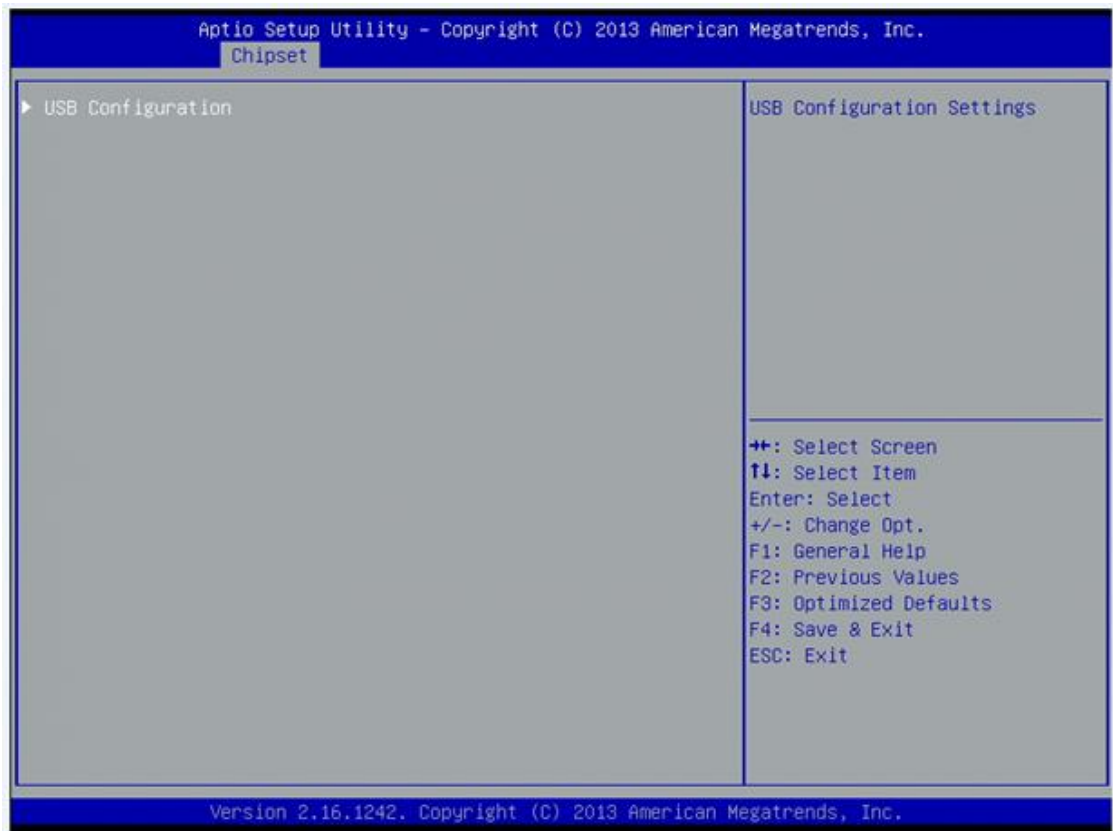 Aptio Setup Utility – Copyright (C) 2013 American Megatrends, Inc.
Chipset
▶ USB Configuration
USB Configuration Settings
→←: Select Screen
↑↓: Select Item
Enter: Select
+/-: Change Opt.
F1: General Help
F2: Previous Values
F3: Optimized Defaults
F4: Save & Exit
ESC: Exit
Version 2.16.1242. Copyright (C) 2013 American Megatrends, Inc.